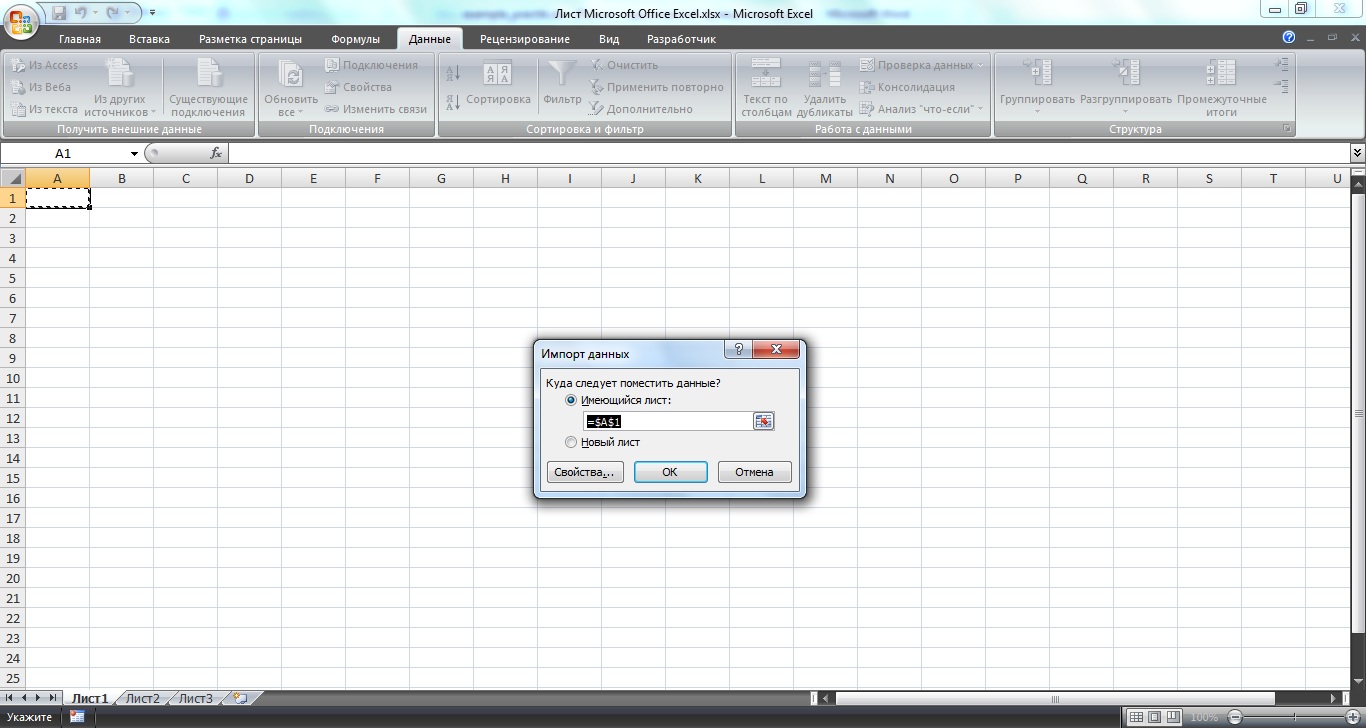 Лист Microsoft Office Excel.xlsx - Microsoft Excel
Главная Вставка Разметка страницы Формулы Данные Рецензирование Вид Разработчик
Из Access
Из Веба
Из текста
Из других источников
Существующие подключения
Получить внешние данные
Обновить все
Подключения
Свойства
Изменить связи
Подключения
Сортировка
Фильтр
Очистить
Применить повторно
Дополнительно
Сортировка и фильтр
Текст по столбцам
Удалить дубликаты
Проверка данных
Консолидация
Анализ "что-если"
Работа с данными
Группировать
Разгруппировать
Промежуточные итоги
Структура
A1 fx
A B C D E F G H I J K L M N O P Q R S T U
1
2
3
4
5
6
7
8
9
10
11
12
13
14
15
16
17
18
19
20
21
22
23
24
25
Импорт данных
Куда следует поместить данные?
Имеющийся лист:
=$A$1
Новый лист
Свойства... ОК Отмена
Лист1 Лист2 Лист3
Укажите 100%